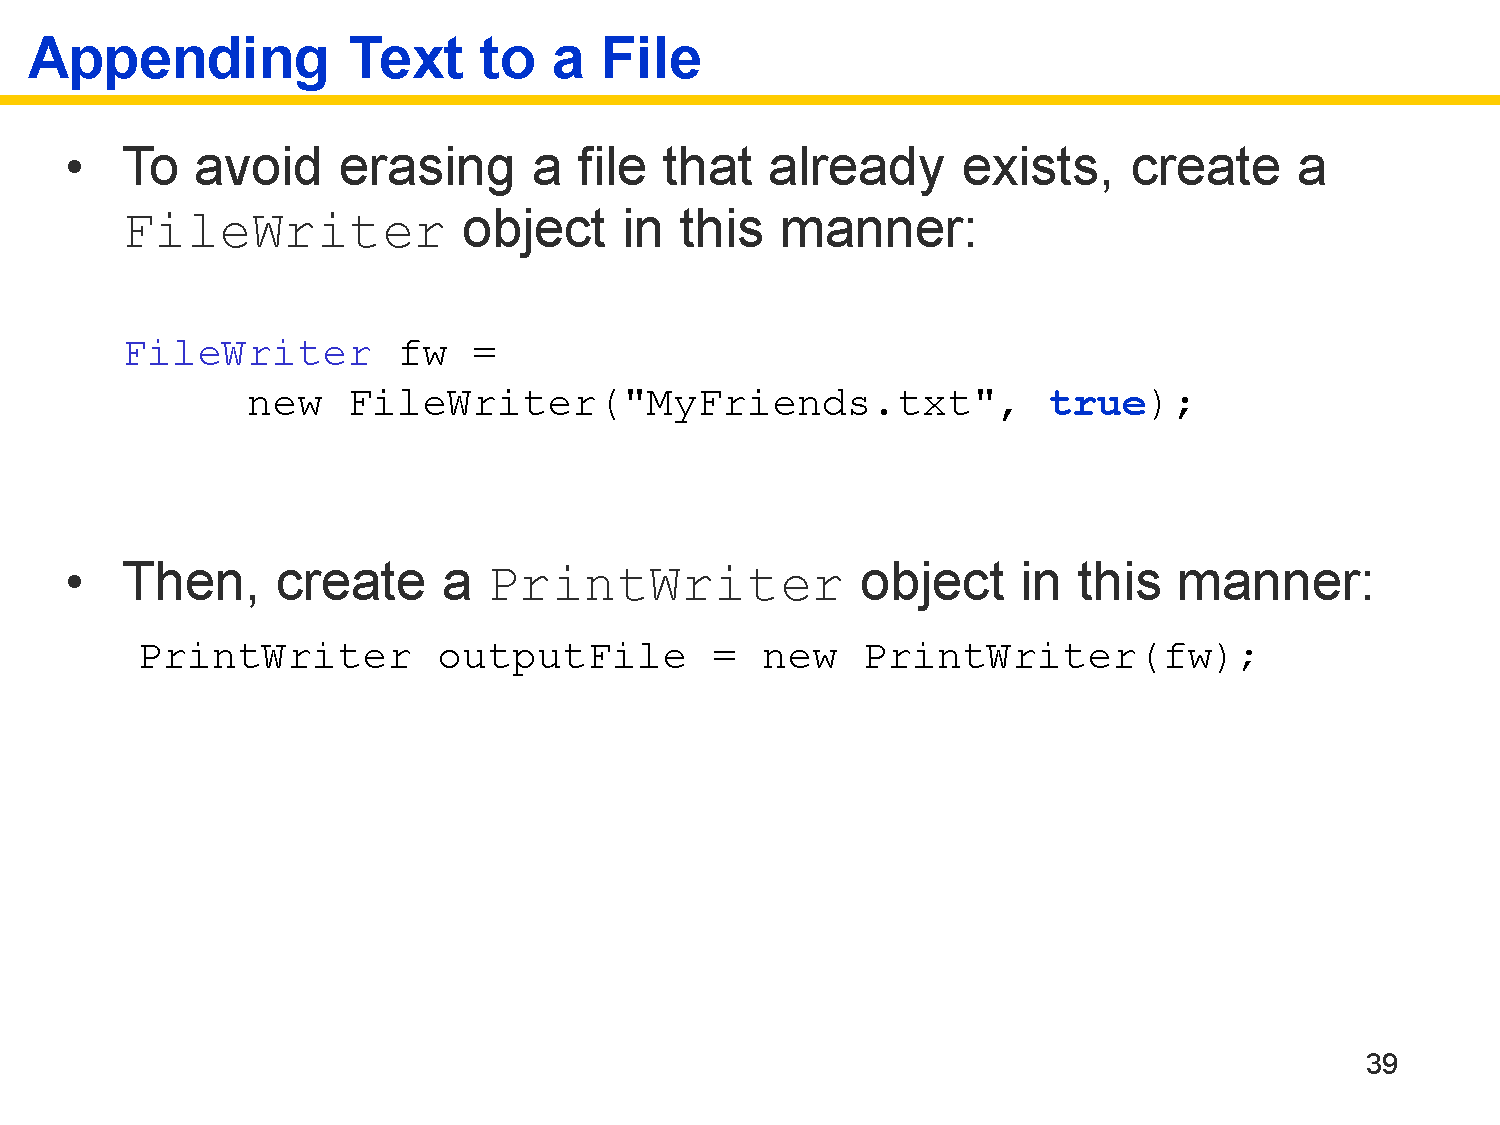 Appending Text to a File
• To avoid erasing a file that already exists, create a
FileWriter object in this manner:
FileWriter fw =
new FileWriter("MyFriends.txt", true);
• Then, create a PrintWriter object in this manner:
PrintWriter outputFile = new PrintWriter(fw);
39